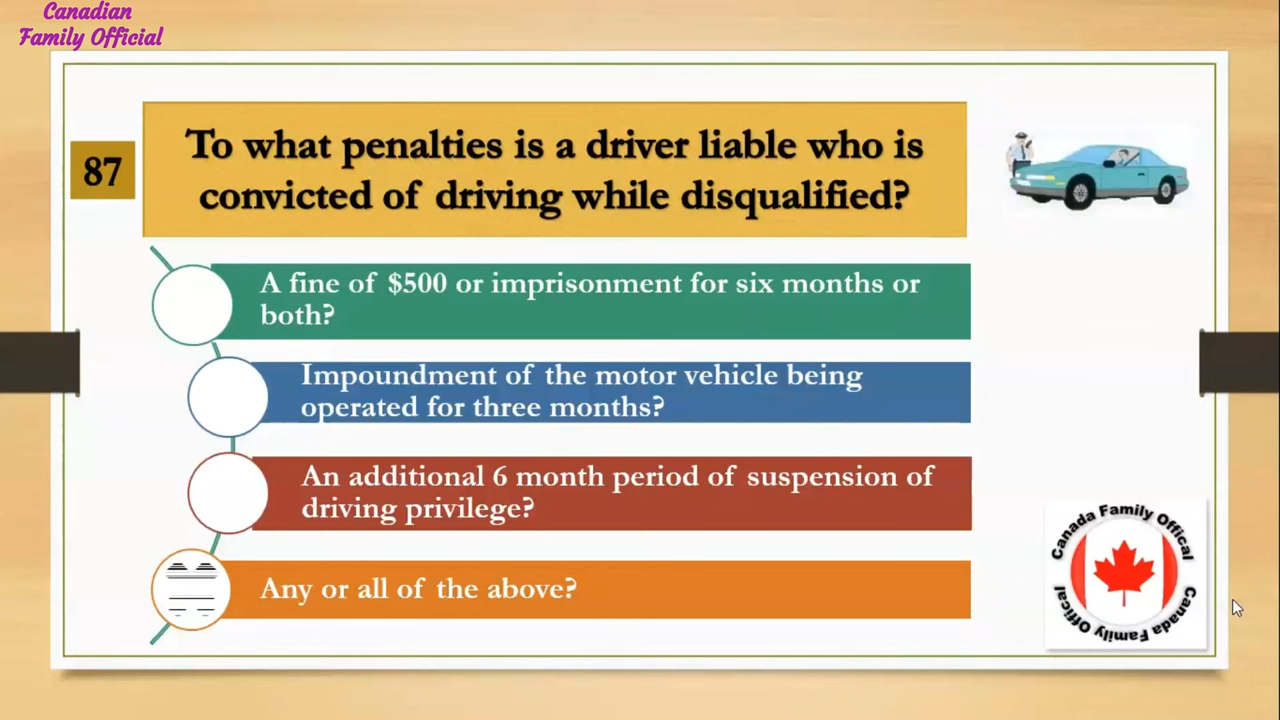 Canadian
Family Official
87
To what penalties is a driver liable who is
convicted of driving while disqualified?
A fine of $500 or imprisonment for six months or
both?
Impoundment of the motor vehicle being
operated for three months?
An additional 6 month period of suspension of
driving privilege?
Any or all of the above?
Canada Family Offical
Canada Family Offical